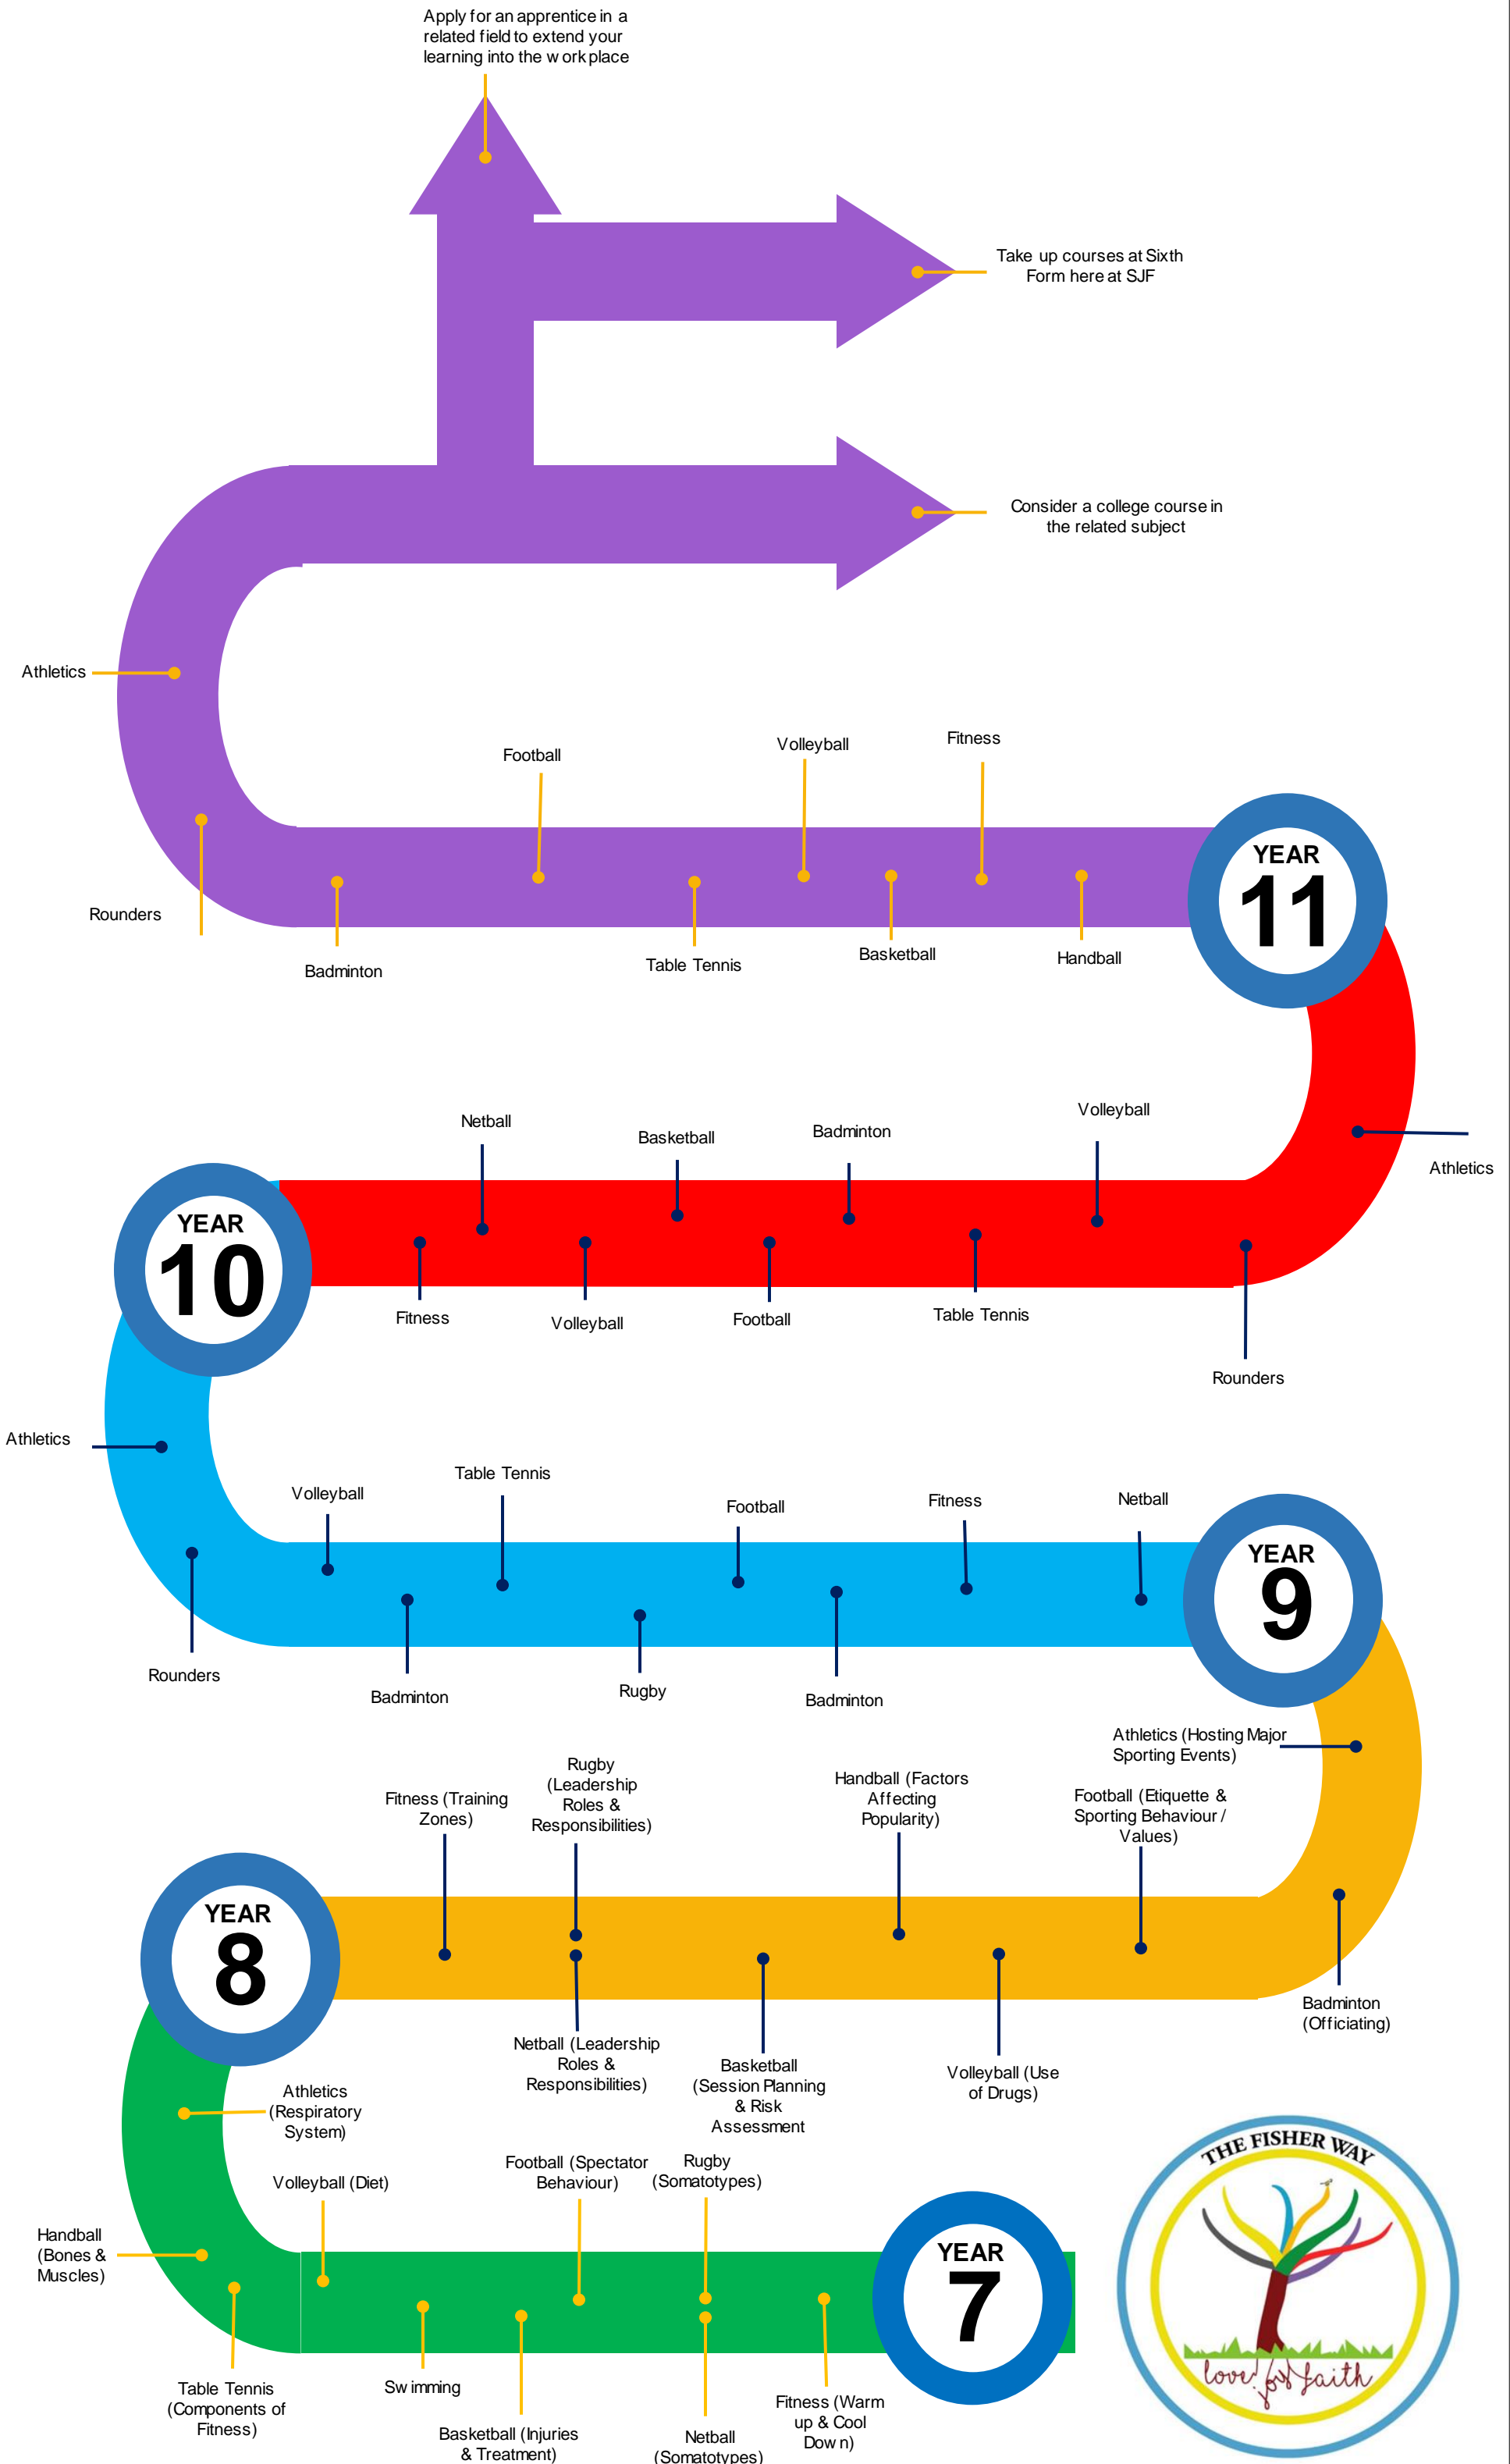 Apply for an apprentice in a
related field to extend your
learning into the workplace
Take up courses at Sixth
Form here at SJF
Consider a college course in
the related subject
Athletics
Football
Volleyball
Fitness
YEAR
11
Rounders
Badminton
Table Tennis
Basketball
Handball
Netball
Basketball
Badminton
Volleyball
Athletics
YEAR
10
Fitness
Volleyball
Football
Table Tennis
Rounders
Athletics
Volleyball
Table Tennis
Football
Fitness
Netball
YEAR
9
Rounders
Badminton
Rugby
Badminton
Athletics (Hosting Major
Sporting Events)
Fitness (Training
Zones)
Rugby
(Leadership
Roles &
Responsibilities)
Handball (Factors
Affecting
Popularity)
Football (Etiquette &
Sporting Behaviour /
Values)
YEAR
8
Netball (Leadership
Roles &
Responsibilities)
Basketball
(Session Planning
& Risk
Assessment
Volleyball (Use
of Drugs)
Badminton
(Officiating)
Athletics
(Respiratory
System)
Volleyball (Diet)
Football (Spectator
Behaviour)
Rugby
(Somatotypes)
Handball
(Bones &
Muscles)
YEAR
7
Table Tennis
(Components of
Fitness)
Swimming
Basketball (Injuries
& Treatment)
Netball
(Somatotypes)
Fitness (Warm
up & Cool
Down)
THE FISHER WAY
love joy faith